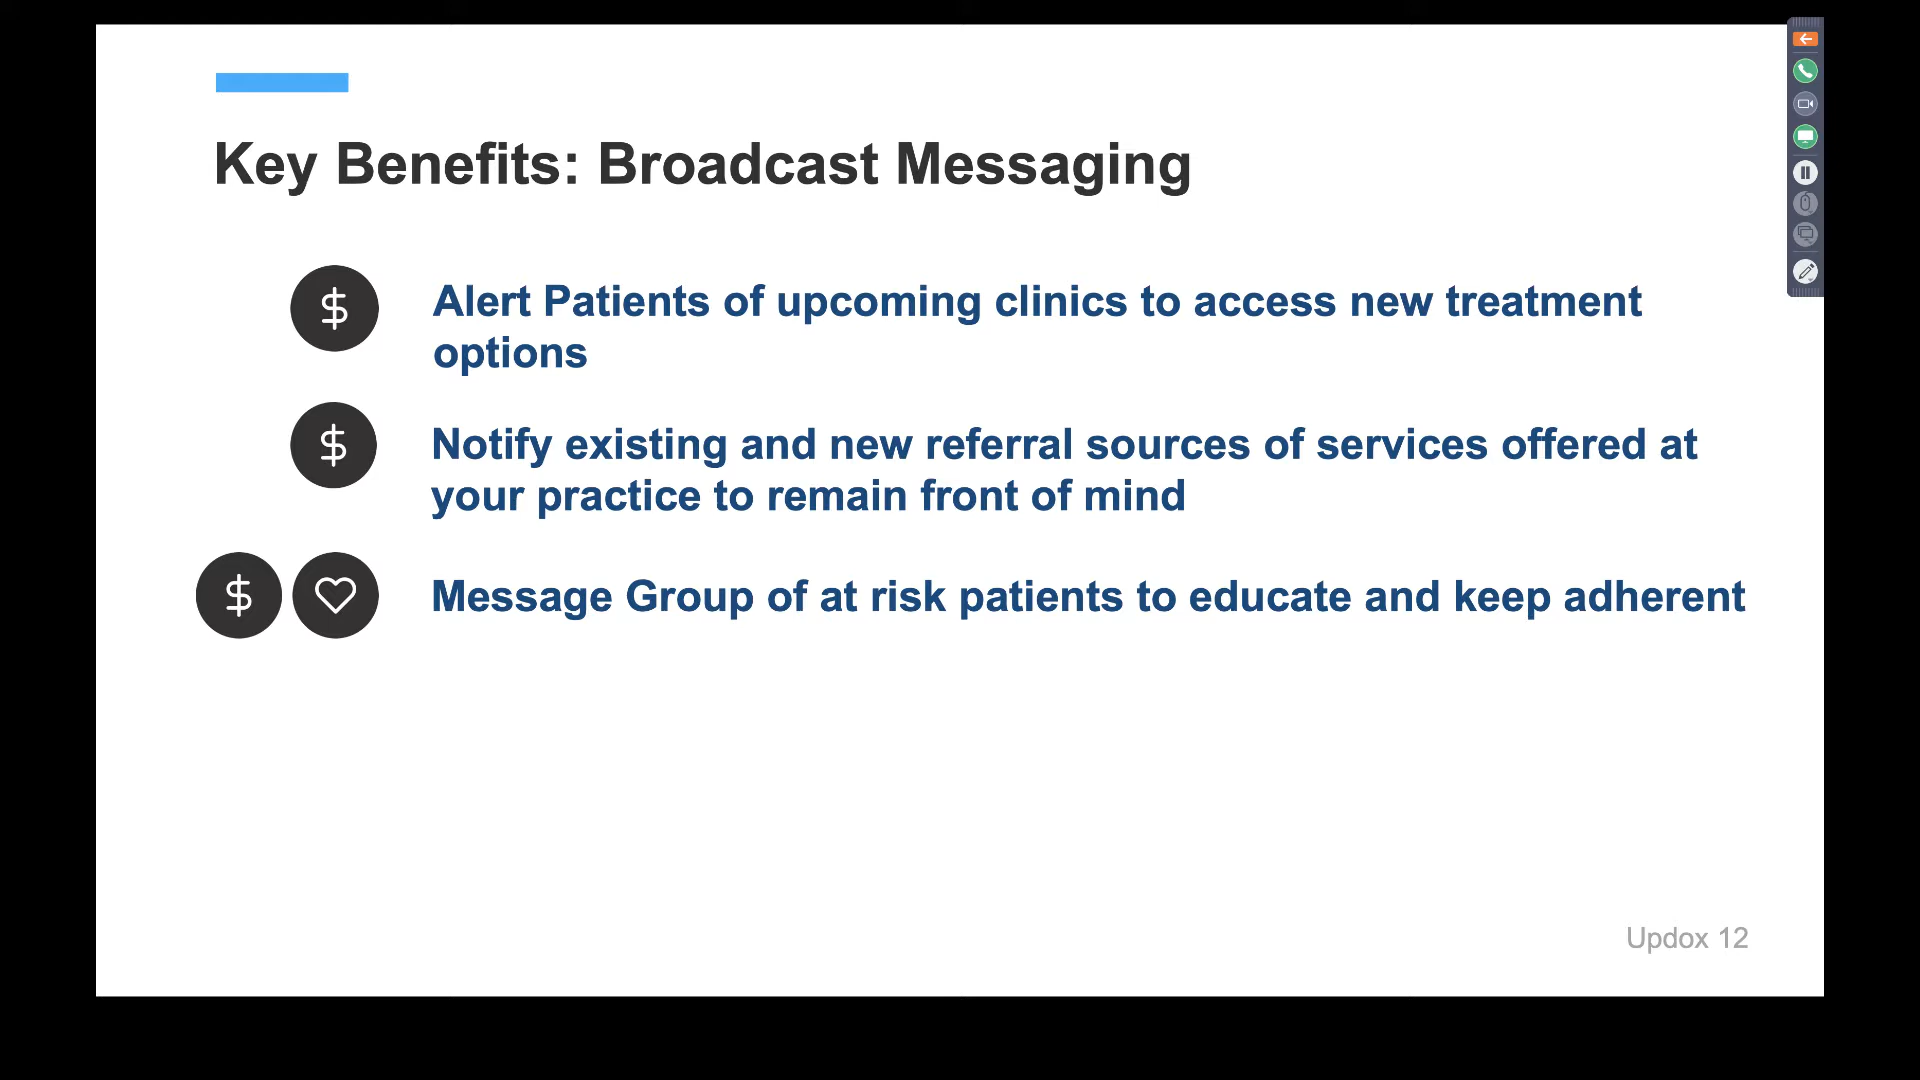 Key Benefits: Broadcast Messaging
$
Alert Patients of upcoming clinics to access new treatment
options
$
Notify existing and new referral sources of services offered at
your practice to remain front of mind
$
Message Group of at risk patients to educate and keep adherent
Updox 12